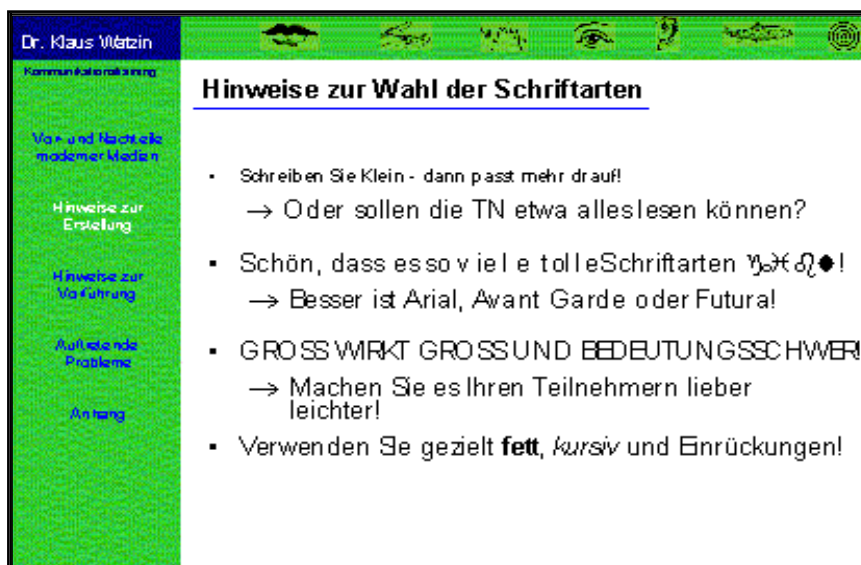 Dr. Klaus Watzin
Kommunikationstraining
Hinweise zur Wahl der Schriftarten
Vor- und Nachteile
moderner Medien
Hinweise zur
Erstellung
Hinweise zur
Vorführung
Auftretende
Probleme
Anhang
▪ Schreiben Sie Klein - dann passt mehr drauf!
→ Oder sollen die TN etwa alles lesen können?
▪ Schön, dass es so v iel e tolle Schriftarten ♑♓♌●!
→ Besser ist Arial, Avant Garde oder Futura!
▪ GROSS WIRKT GROSS UND BEDEUTUNGSSCHWER!
→ Machen Sie es Ihren Teilnehmern lieber
leichter!
▪ Verwenden Sie gezielt fett, kursiv und Einrückungen!